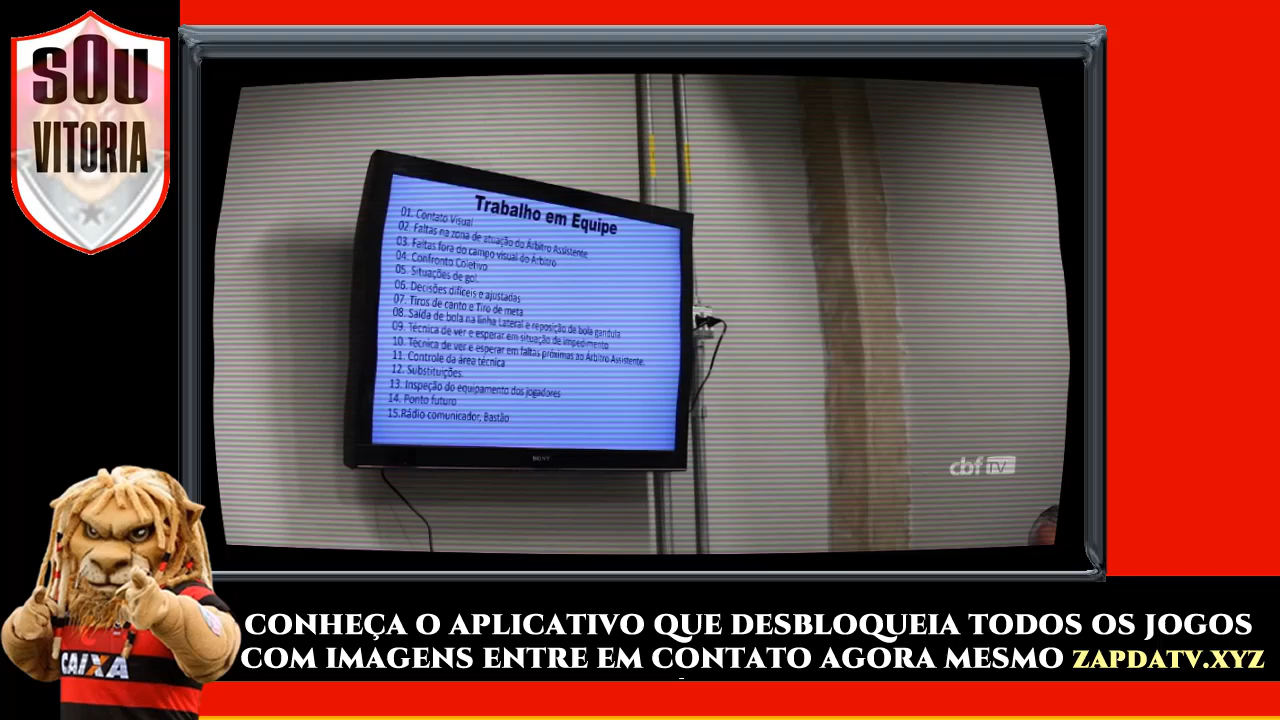 SOU
VITORIA
Trabalho em Equipe
01. Contato Visual
02. Faltas na zona de atuação do Árbitro Assistente
03. Faltas fora do campo visual do Árbitro
04. Confronto Coletivo
05. Situações de gol.
06. Decisões difíceis e ajustadas
07. Tiros de canto e Tiro de meta
08. Saída de bola na linha Lateral e reposição de bola gandula
09. Técnica de ver e esperar em situação de impedimento
10. Técnica de ver e esperar em faltas próximas ao Árbitro Assistente.
11. Controle da área técnica
12. Substituições.
13. Inspeção do equipamento dos jogadores
14. Ponto futuro
15.Rádio comunicador, Bastão
SONY
cbf TV
CAIXA
CONHEÇA O APLICATIVO QUE DESBLOQUEIA TODOS OS JOGOS
COM IMAGENS ENTRE EM CONTATO AGORA MESMO ZAPDATV.XYZ